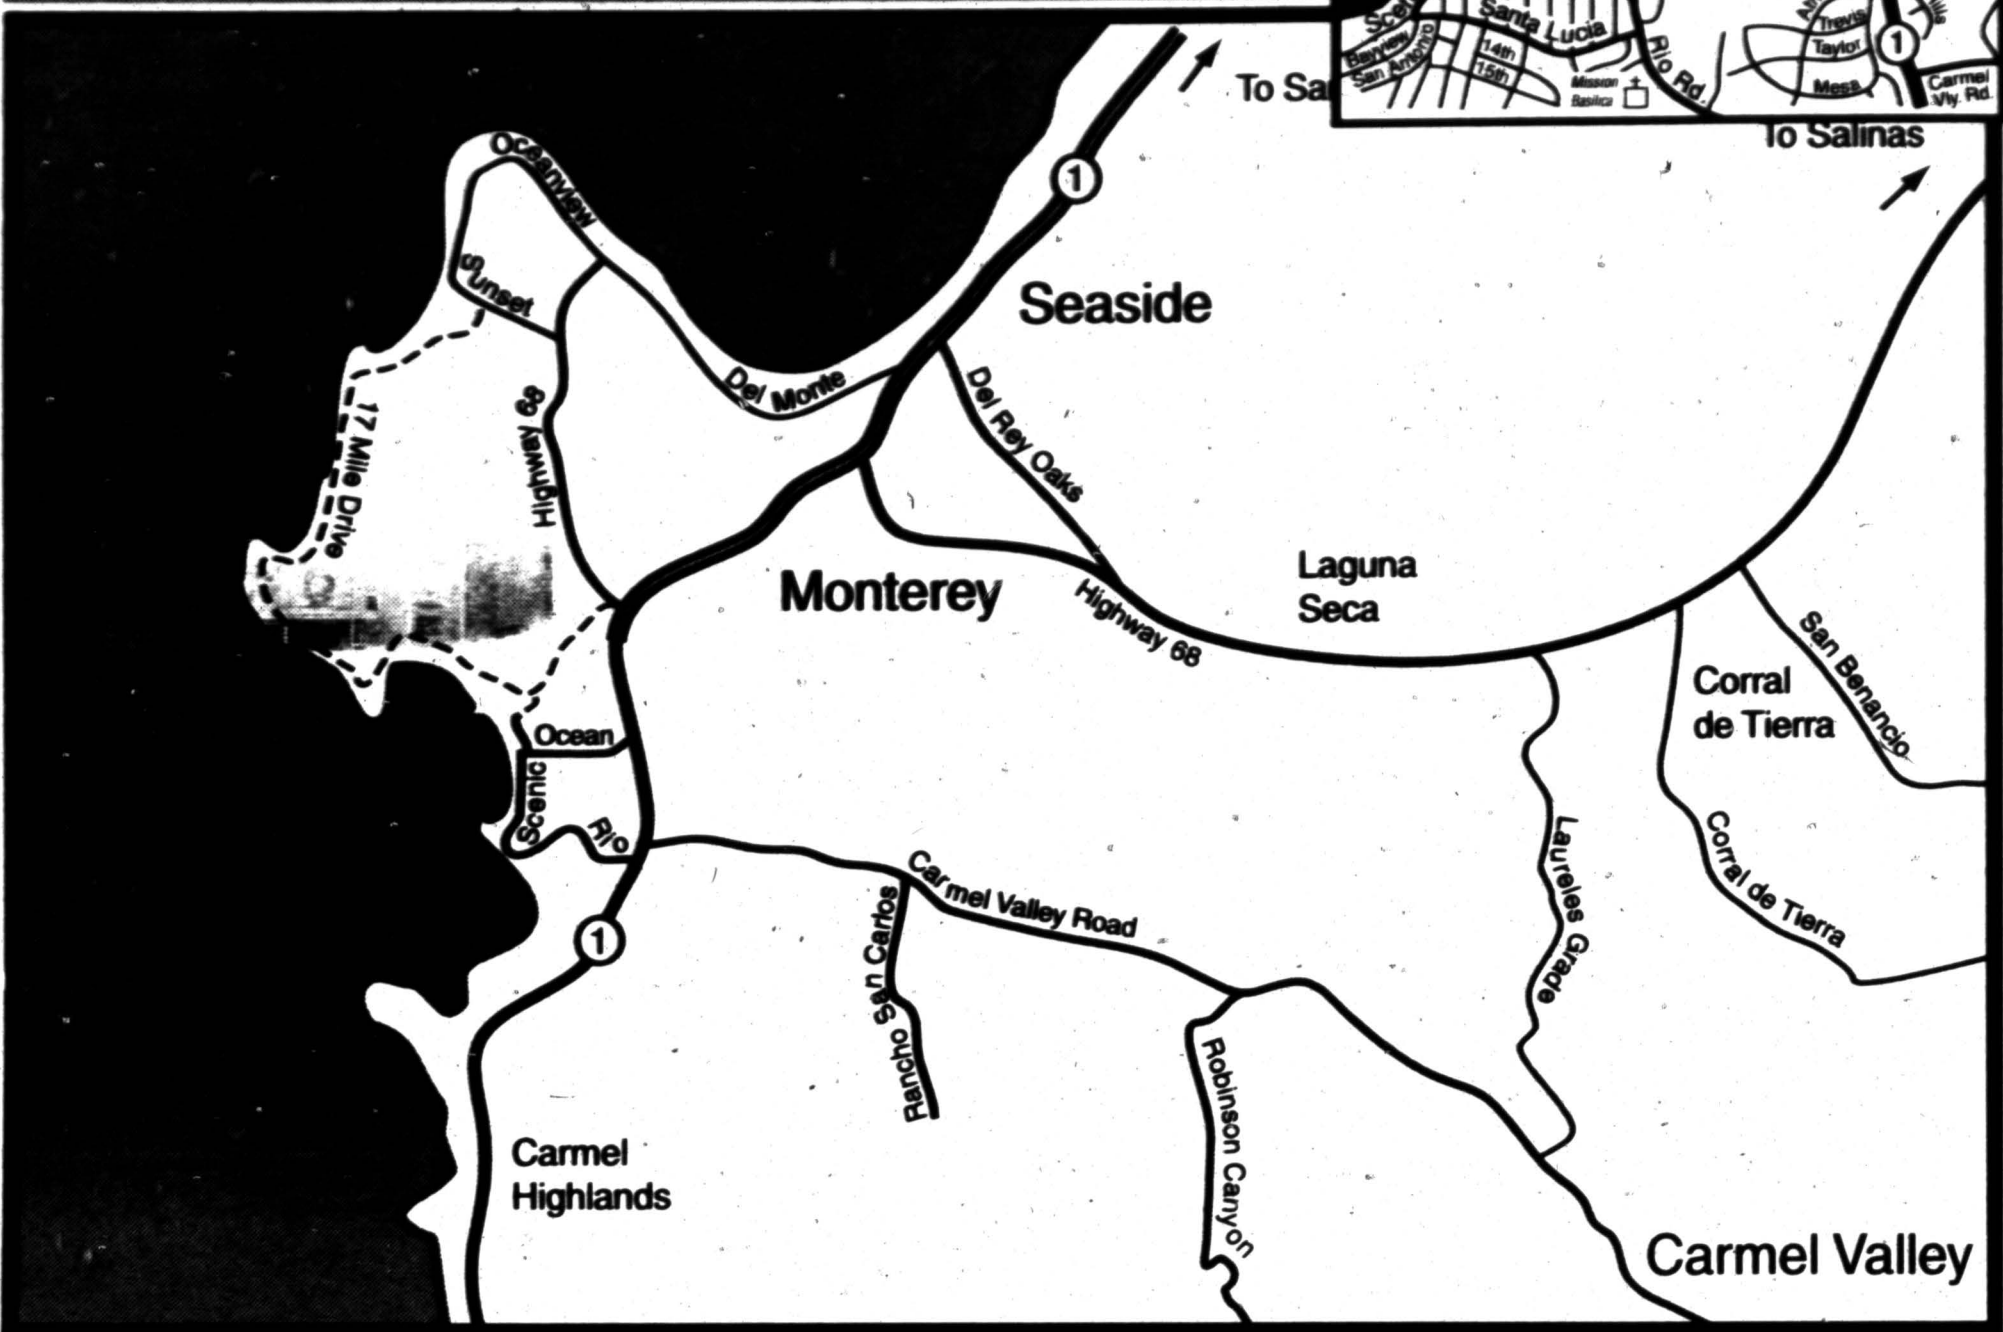 Santa Lucia
Bayview
San Antonio
14th
15th
Mission
Basilica
Rio Rd.
Trevis
Taylor
Mesa
1
Carmel
Vly. Rd.
To Salinas
1
Oceanview
Sunset
Seaside
Del Monte
Del Rey Oaks
17 Mile Drive
Highway 68
Monterey
Highway 68
Laguna
Seca
Corral
de Tierra
San Benancio
Ocean
Scenic
Rio
Carmel Valley Road
Rancho San Carlos
Laureles Grade
Corral de Tierra
1
Robinson Canyon
Carmel
Highlands
Carmel Valley